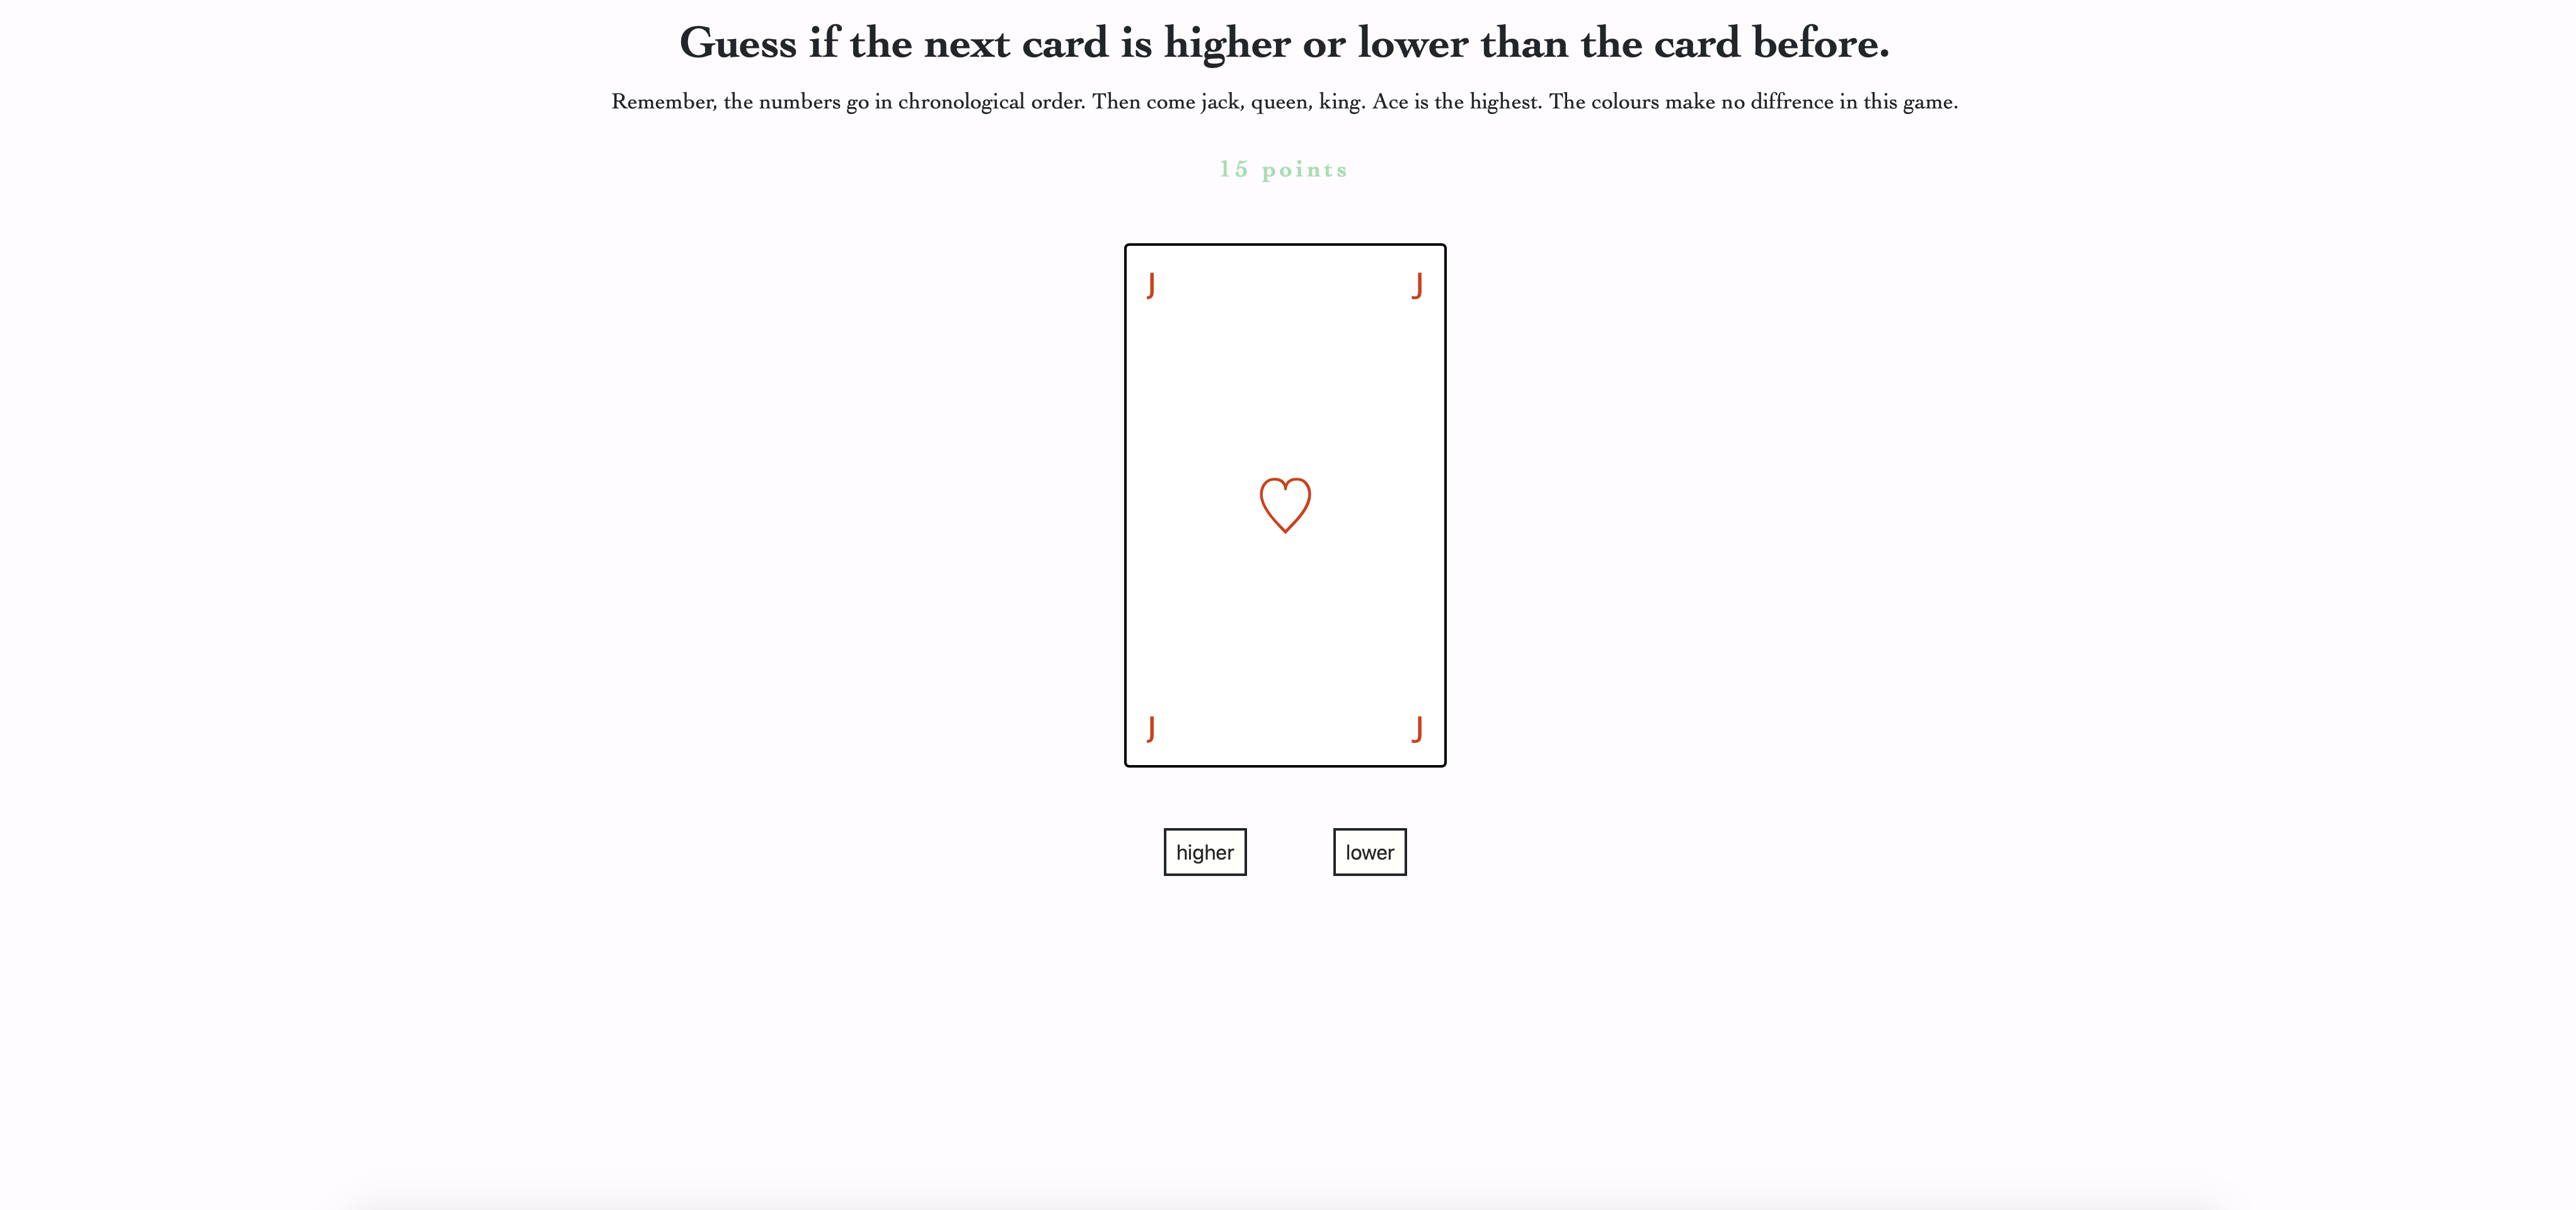 Guess if the next card is higher or lower than the card before.
Remember, the numbers go in chronological order. Then come jack, queen, king. Ace is the highest. The colours make no diffrence in this game.
15 points
J J
J J
higher lower